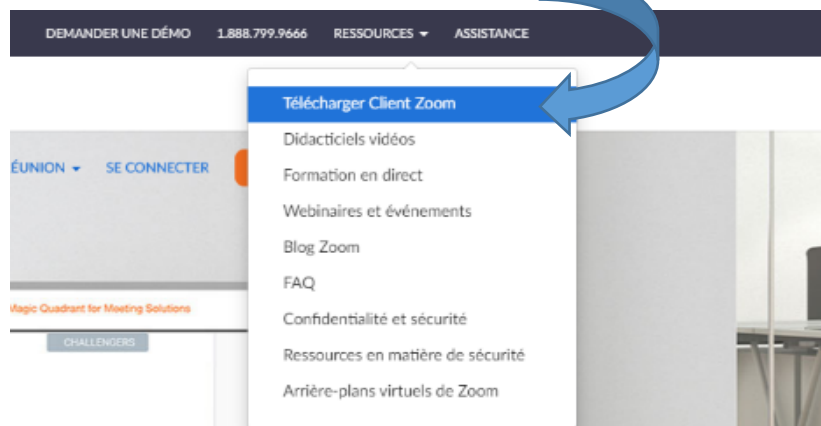 DEMANDER UNE DÉMO 1.888.799.9666 RESSOURCES ASSISTANCE
Télécharger Client Zoom
Didacticiels vidéos
ÉUNION SE CONNECTER
Formation en direct
Webinaires et événements
Blog Zoom
FAQ
Magic Quadrant for Meeting Solutions
Confidentialité et sécurité
CHALLENGERS
Ressources en matière de sécurité
Arrière-plans virtuels de Zoom